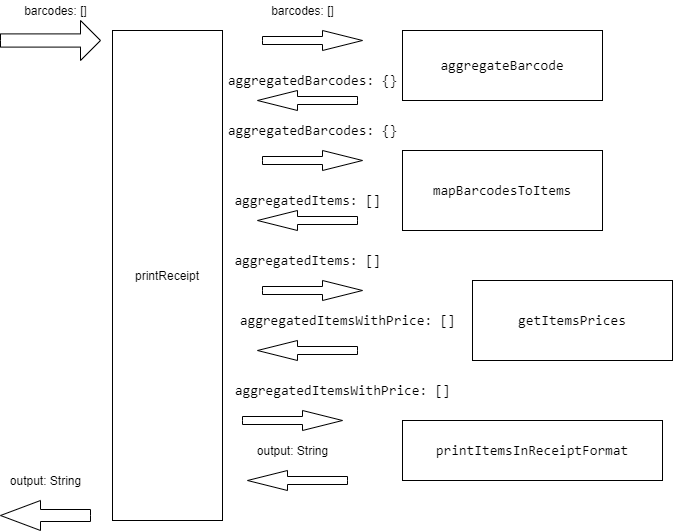 barcodes: []
barcodes: []
aggregateBarcode
aggregatedBarcodes: {}
aggregatedBarcodes: {}
mapBarcodesToItems
aggregatedItems: []
aggregatedItems: []
printReceipt
getItemsPrices
aggregatedItemsWithPrice: []
aggregatedItemsWithPrice: []
output: String
printItemsInReceiptFormat
output: String